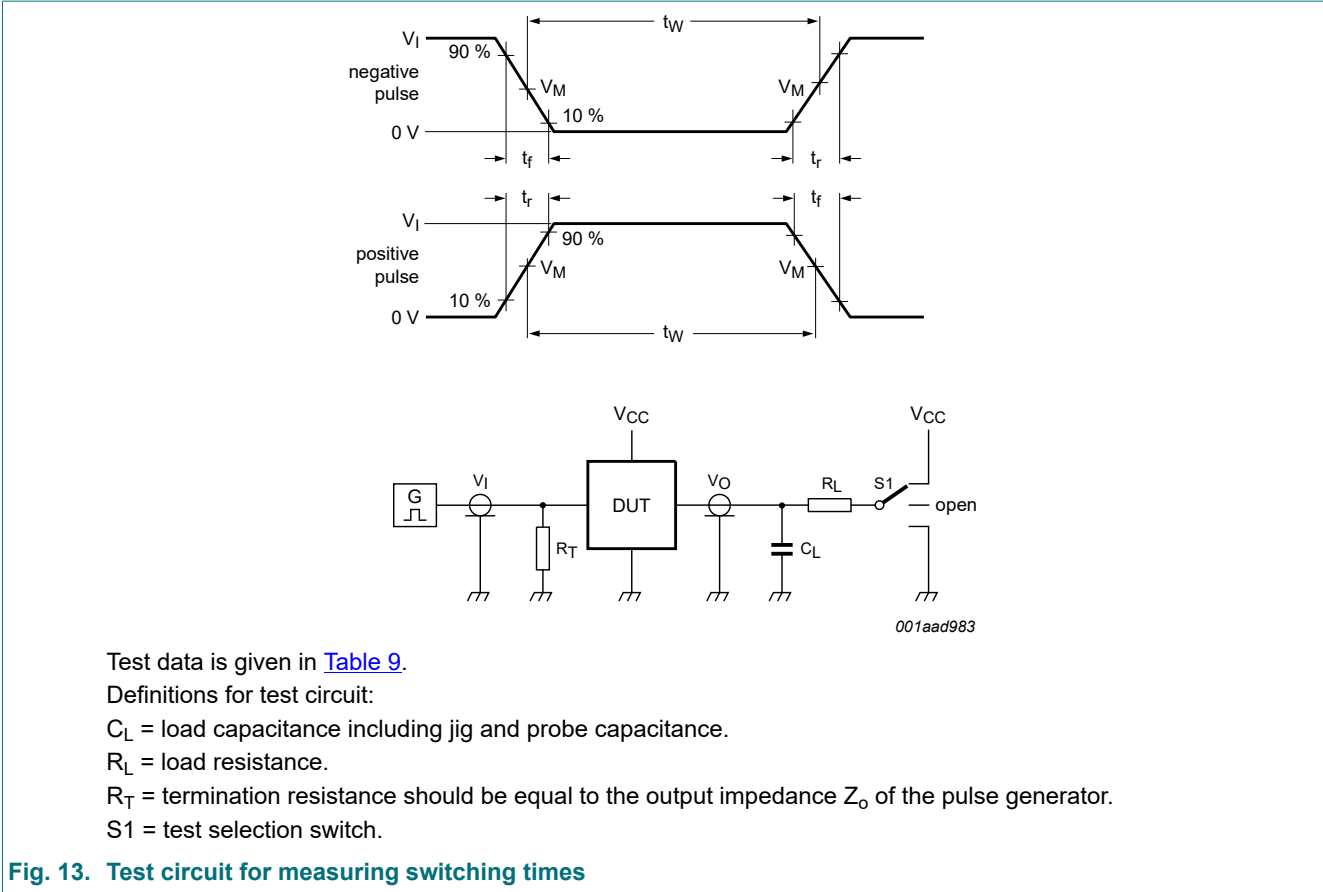 tW
VI
90 %
negative
pulse
VM
VM
10 %
0 V
tf
tr
tr
tf
VI
90 %
positive
pulse
VM
VM
10 %
0 V
tW
VCC
VCC
G
VI
DUT
VO
RL
S1
open
RT
CL
001aad983
Test data is given in Table 9.
Definitions for test circuit:
CL = load capacitance including jig and probe capacitance.
RL = load resistance.
RT = termination resistance should be equal to the output impedance Zo of the pulse generator.
S1 = test selection switch.
Fig. 13. Test circuit for measuring switching times